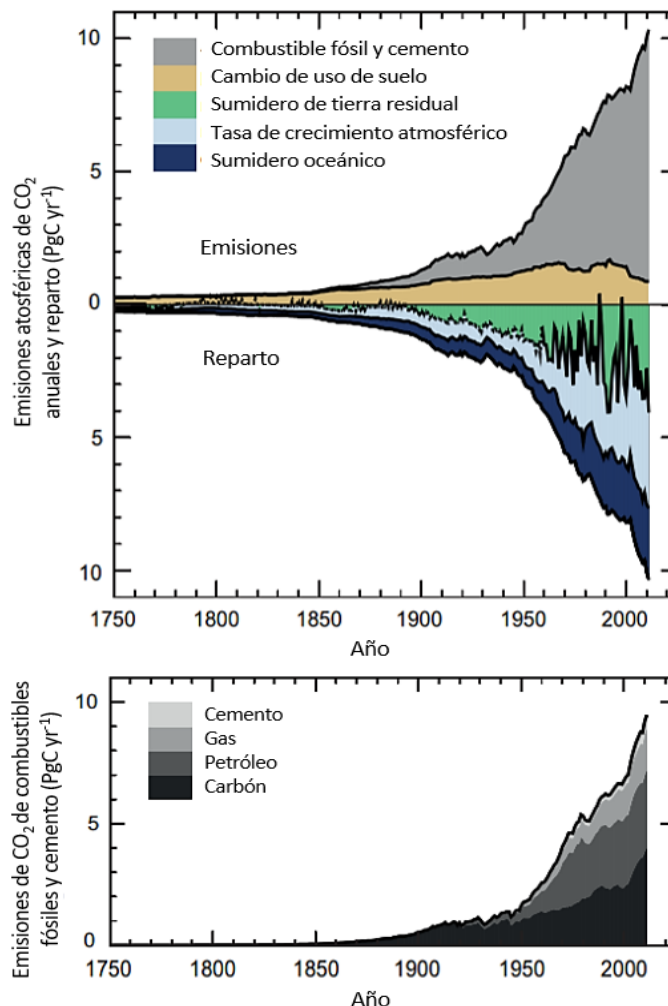 10
Combustible fósil y cemento
Cambio de uso de suelo
Sumidero de tierra residual
Tasa de crecimiento atmosférico
Sumidero oceánico
5
Emisiones atosféricas de CO2
anuales y reparto (PgC yr-1)
Emisiones
0
Reparto
5
10
1750 1800 1850 1900 1950 2000
Año
10
Cemento
Gas
Petróleo
Carbón
Emisiones de CO2 de combustibles
fósiles y cemento (PgC yr-1)
5
0
1750 1800 1850 1900 1950 2000
Año